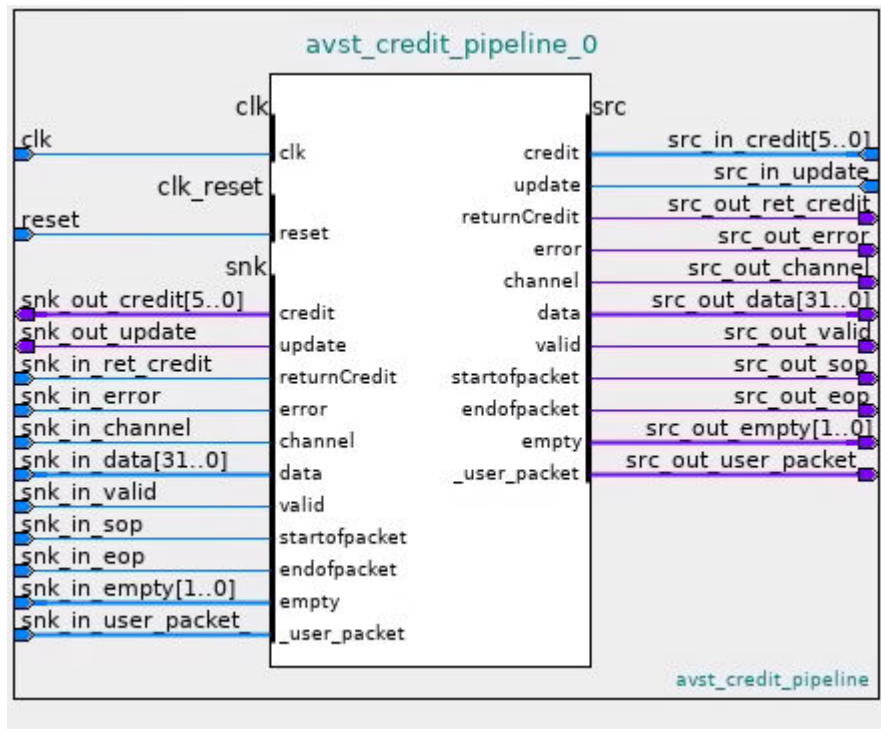 avst_credit_pipeline_0
clk
src
clk
clk
credit
src_in_credit[5..0]
clk_reset
update
src_in_update
reset
reset
returnCredit
src_out_ret_credit
snk
error
src_out_error
channel
src_out_channel
snk_out_credit[5..0]
credit
data
src_out_data[31..0]
snk_out_update
update
valid
src_out_valid
snk_in_ret_credit
returnCredit
startofpacket
src_out_sop
snk_in_error
error
endofpacket
src_out_eop
snk_in_channel
channel
empty
src_out_empty[1..0]
snk_in_data[31..0]
data
_user_packet
src_out_user_packet_
snk_in_valid
valid
snk_in_sop
startofpacket
snk_in_eop
endofpacket
snk_in_empty[1..0]
empty
snk_in_user_packet_
_user_packet
avst_credit_pipeline